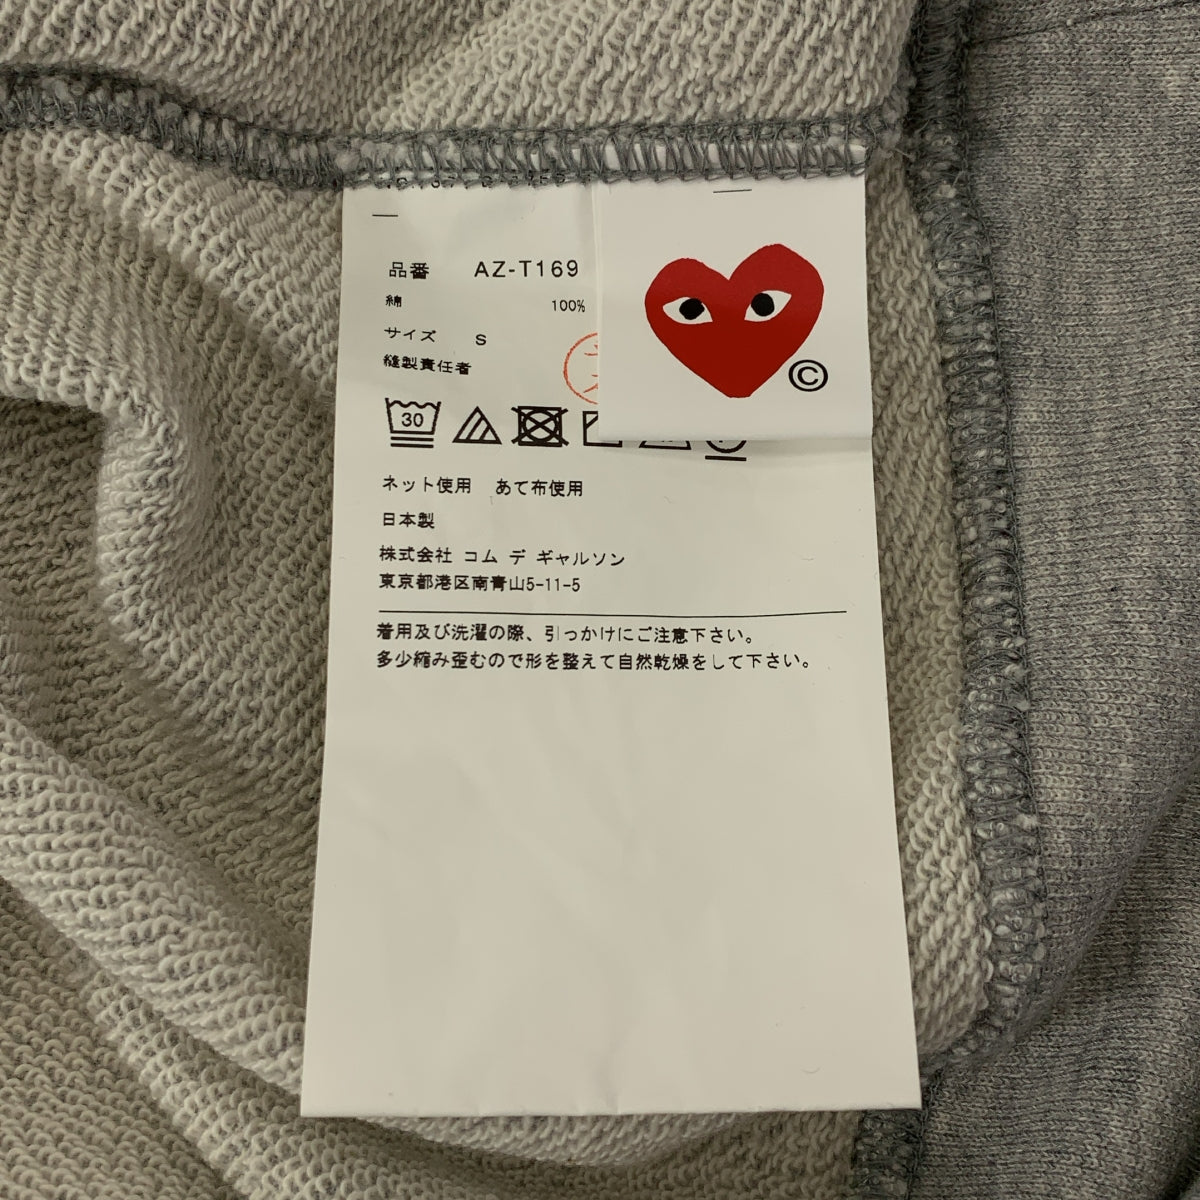 品番 AZ-T169
綿 100%
サイズ S
縫製責任者
©
30
ネット使用 あて布使用
日本製
株式会社 コム デ ギャルソン
東京都港区南青山5-11-5
着用及び洗濯の際、引っかけにご注意下さい。
多少縮み歪むので形を整えて自然乾燥をして下さい。